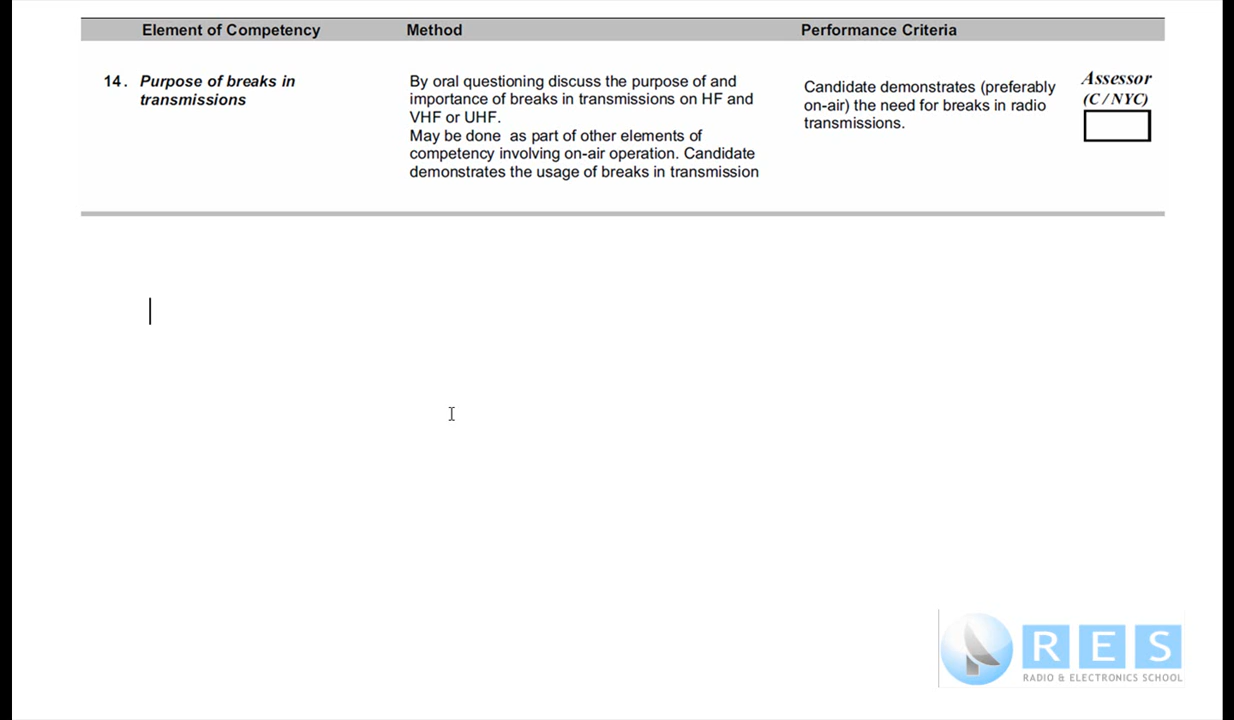 Element of Competency Method Performance Criteria
14. Purpose of breaks in
transmissions
By oral questioning discuss the purpose of and
importance of breaks in transmissions on HF and
VHF or UHF.
May be done as part of other elements of
competency involving on-air operation. Candidate
demonstrates the usage of breaks in transmission
Candidate demonstrates (preferably
on-air) the need for breaks in radio
transmissions.
Assessor
(C / NYC)
R E S
RADIO & ELECTRONICS SCHOOL